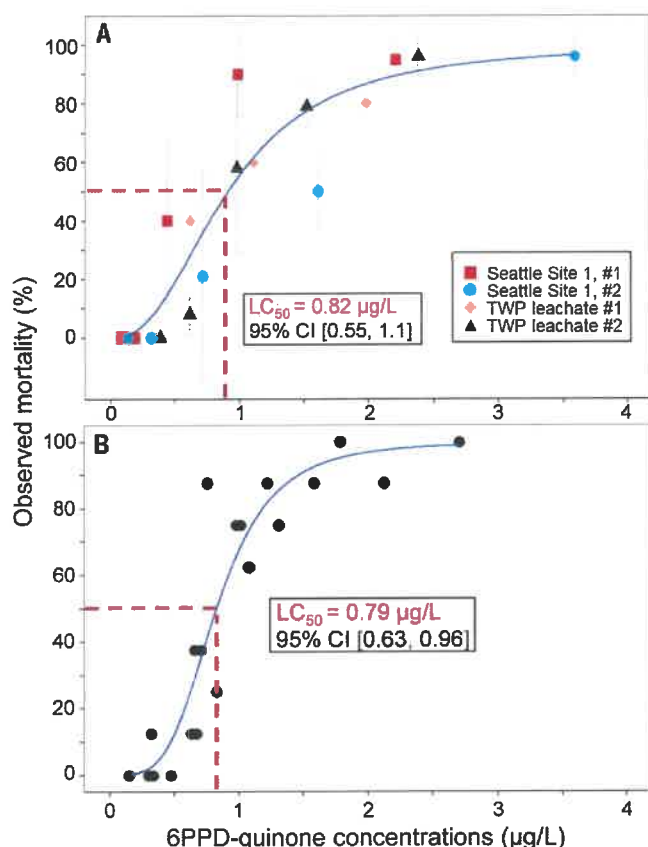 A
100
80
60
40
20
0
LC50 = 0.82 µg/L
95% CI [0.55, 1.1]
Seattle Site 1, #1
Seattle Site 1, #2
TWP leachate #1
TWP leachate #2
0
1
2
3
4
Observed mortality (%)
B
100
80
60
40
20
0
LC50 = 0.79 µg/L
95% CI [0.63, 0.96]
0
1
2
3
4
6PPD-quinone concentrations (µg/L)